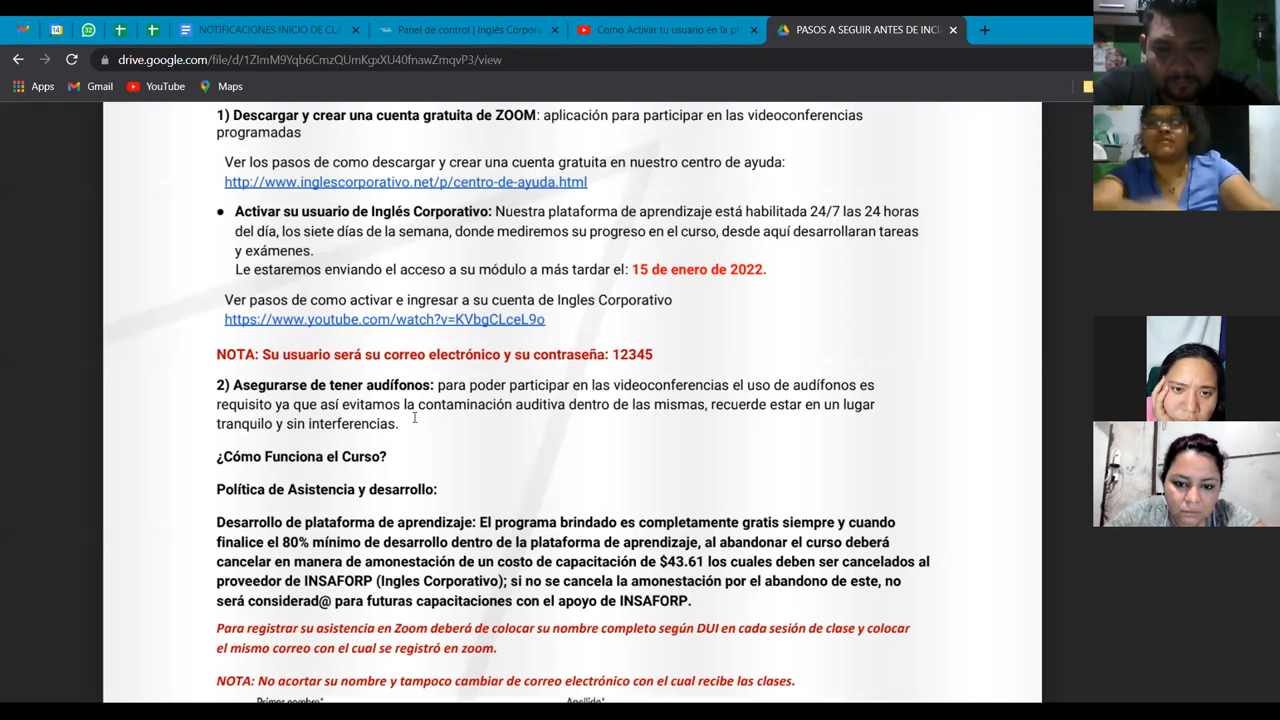 NOTIFICACIONES INICIO DE CLA
Panel de control | Inglés Corpor
Como Activar tu usuario en la p
PASOS A SEGUIR ANTES DE INICI
drive.google.com/file/d/1ZlmM9Yqb6CmzQUmKgxXU40fnawZmqvP3/view
Apps
Gmail
YouTube
Maps
1) Descargar y crear una cuenta gratuita de ZOOM: aplicación para participar en las videoconferencias
programadas
Ver los pasos de como descargar y crear una cuenta gratuita en nuestro centro de ayuda:
http://www.inglescorporativo.net/p/centro-de-ayuda.html
● Activar su usuario de Inglés Corporativo: Nuestra plataforma de aprendizaje está habilitada 24/7 las 24 horas
del día, los siete días de la semana, donde mediremos su progreso en el curso, desde aquí desarrollaran tareas
y exámenes.
Le estaremos enviando el acceso a su módulo a más tardar el: 15 de enero de 2022.
Ver pasos de como activar e ingresar a su cuenta de Ingles Corporativo
https://www.youtube.com/watch?v=KVbgCLceL9o
NOTA: Su usuario será su correo electrónico y su contraseña: 12345
2) Asegurarse de tener audífonos: para poder participar en las videoconferencias el uso de audífonos es
requisito ya que así evitamos la contaminación auditiva dentro de las mismas, recuerde estar en un lugar
tranquilo y sin interferencias.
¿Cómo Funciona el Curso?
Política de Asistencia y desarrollo:
Desarrollo de plataforma de aprendizaje: El programa brindado es completamente gratis siempre y cuando
finalice el 80% mínimo de desarrollo dentro de la plataforma de aprendizaje, al abandonar el curso deberá
cancelar en manera de amonestación de un costo de capacitación de $43.61 los cuales deben ser cancelados al
proveedor de INSAFORP (Ingles Corporativo); si no se cancela la amonestación por el abandono de este, no
será considerad@ para futuras capacitaciones con el apoyo de INSAFORP.
Para registrar su asistencia en Zoom deberá de colocar su nombre completo según DUI en cada sesión de clase y colocar
el mismo correo con el cual se registró en zoom.
NOTA: No acortar su nombre y tampoco cambiar de correo electrónico con el cual recibe las clases.
Primer nombre*
Apellido*